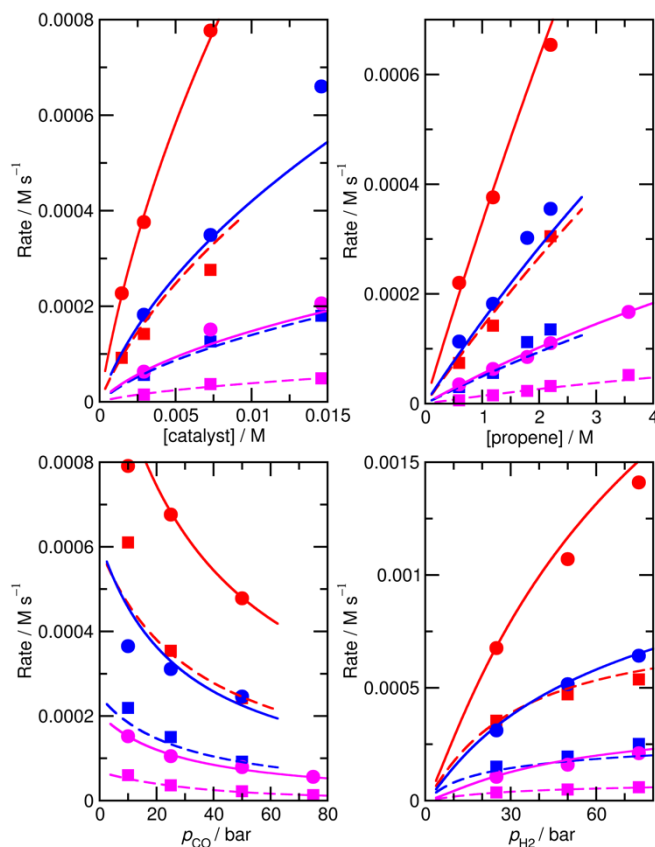 0.0008
0.0006
0.0004
0.0002
0
Rate / M s⁻¹
0 0.005 0.01 0.015
[catalyst] / M
0.0006
0.0004
0.0002
0
Rate / M s⁻¹
0 1 2 3 4
[propene] / M
0.0008
0.0006
0.0004
0.0002
0
Rate / M s⁻¹
0 20 40 60 80
pCO / bar
0.0015
0.001
0.0005
0
Rate / M s⁻¹
0 30 60
pH2 / bar